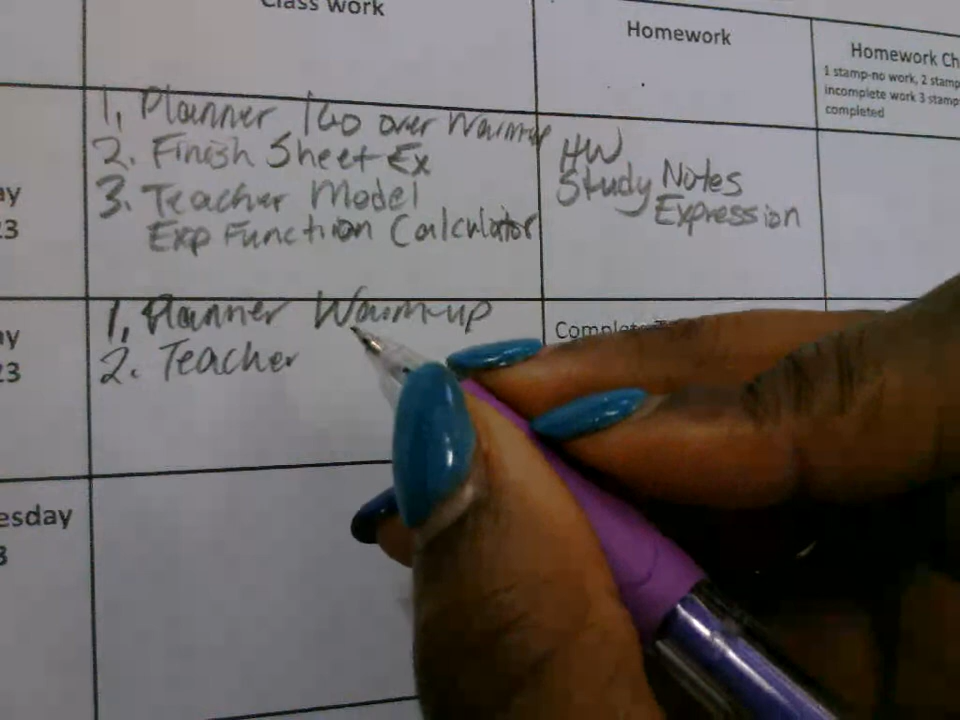 Class Work
Homework
Homework Ch
1 stamp-no work, 2 stamp
incomplete work 3 stamp
completed
ay
23
1. Planner / Go over Warm-up
2. Finish Sheet Ex
3. Teacher Model
Exp Function Calculator
HW
Study Notes
Expression
ay
23
1. Planner Warm-up
2. Teacher
Complete
esday
3